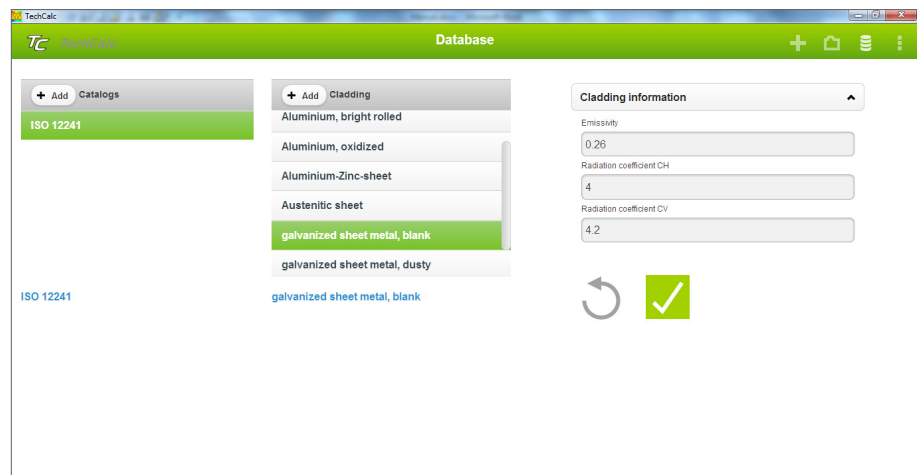 TechCalc
TC TechCalc
Database
+ Add Catalogs
ISO 12241
ISO 12241
+ Add Cladding
Aluminium, bright rolled
Aluminium, oxidized
Aluminium-Zinc-sheet
Austenitic sheet
galvanized sheet metal, blank
galvanized sheet metal, dusty
galvanized sheet metal, blank
Cladding information
Emissivity
0.26
Radiation coefficient CH
4
Radiation coefficient CV
4.2